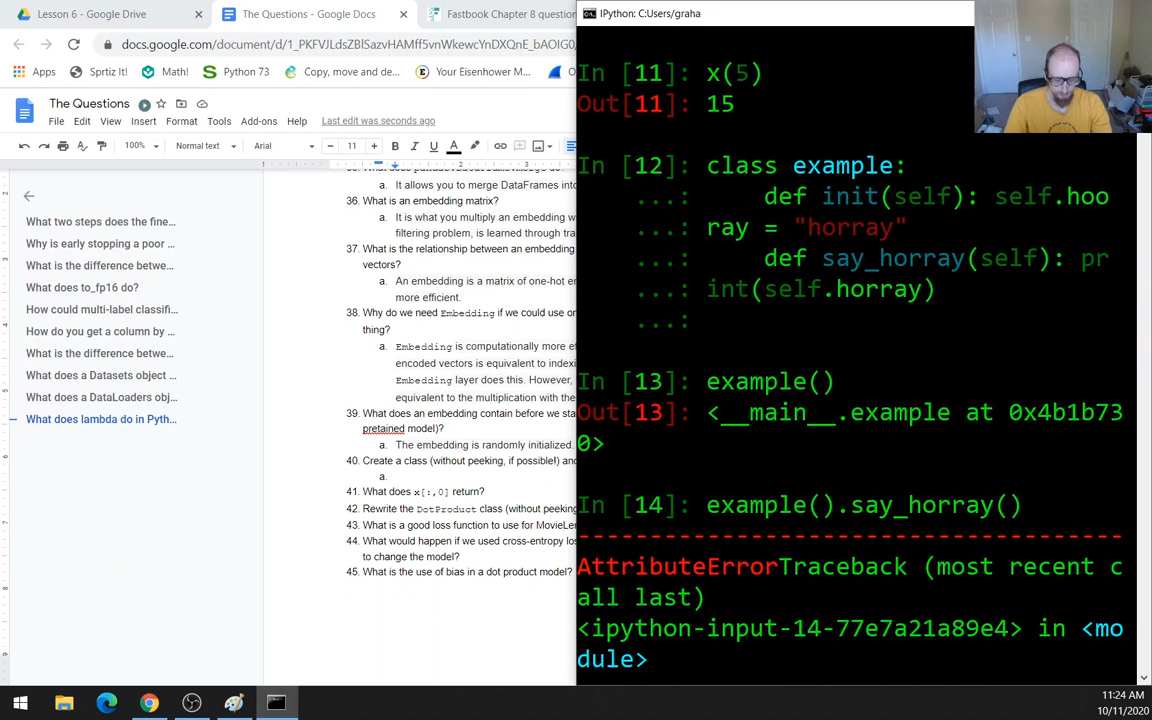 Lesson 6 - Google Drive
The Questions - Google Docs
Fastbook Chapter 8 question
docs.google.com/document/d/1_PKFVJLdsZBlSazvHAMff5vnWkewcYnDXQnE_bAOIG0/
Apps
Sprtiz It!
Math!
Python 73
Copy, move and de...
Your Eisenhower M...
The Questions
File Edit View Insert Format Tools Add-ons Help
Last edit was seconds ago
100%
Normal text
Arial
11
1
2
3
What two steps does the fine...
Why is early stopping a poor ...
What is the difference betwe...
What does to_fp16 do?
How could multi-label classifi...
How do you get a column by ...
What is the difference betwe...
What does a Datasets object ...
What does a DataLoaders obj...
What does lambda do in Pyth...
a. It allows you to merge DataFrames into
36. What is an embedding matrix?
a. It is what you multiply an embedding w
filtering problem, is learned through tra
37. What is the relationship between an embedding
vectors?
a. An embedding is a matrix of one-hot en
more efficient.
38. Why do we need Embedding if we could use on
thing?
a. Embedding is computationally more ef
encoded vectors is equivalent to indexi
Embedding layer does this. However,
equivalent to the multiplication with the
39. What does an embedding contain before we sta
pretained model)?
a. The embedding is randomly initialized.
40. Create a class (without peeking, if possible!) and
a.
41. What does x[:,0] return?
42. Rewrite the DotProduct class (without peeking
43. What is a good loss function to use for MovieLen
44. What would happen if we used cross-entropy los
to change the model?
45. What is the use of bias in a dot product model?
IPython: C:Users/graha
In [11]: x(5)
Out[11]: 15
In [12]: class example:
...: def init(self): self.hoo
...: ray = "horray"
...: def say_horray(self): pr
...: int(self.horray)
...:
In [13]: example()
Out[13]: <__main__.example at 0x4b1b73
0>
In [14]: example().say_horray()
---------------------------------------
AttributeErrorTraceback (most recent c
all last)
<ipython-input-14-77e7a21a89e4> in <mo
dule>
11:24 AM
10/11/2020